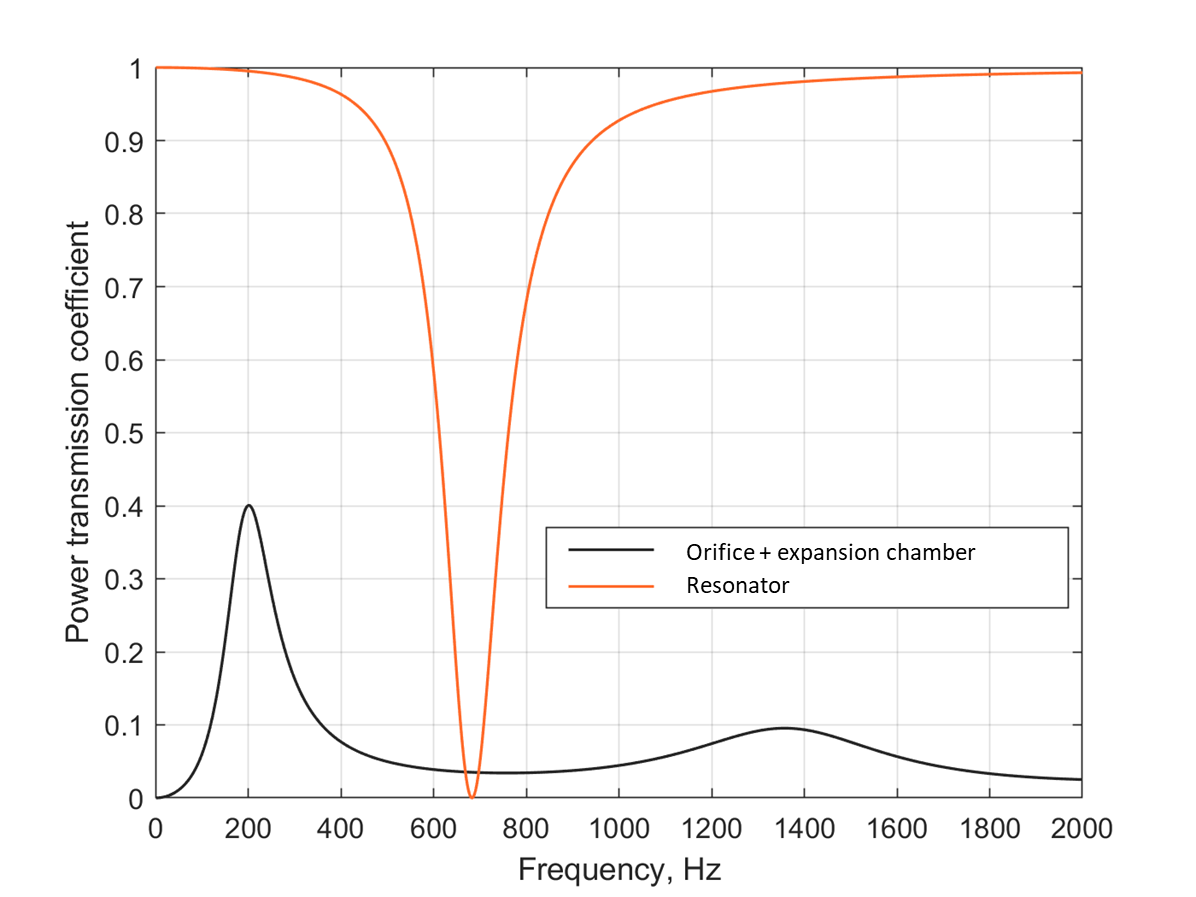 1
0.9
0.8
0.7
0.6
0.5
0.4
0.3
0.2
0.1
0
Power transmission coefficient
Orifice + expansion chamber
Resonator
0 200 400 600 800 1000 1200 1400 1600 1800 2000
Frequency, Hz